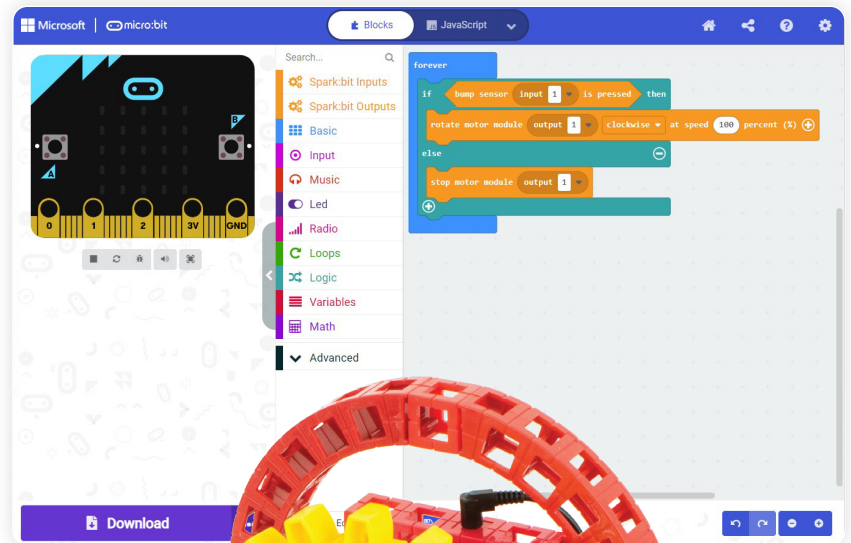 Microsoft | micro:bit
Blocks
JavaScript
Search...
Spark:bit Inputs
Spark:bit Outputs
Basic
Input
Music
Led
Radio
Loops
Logic
Variables
Math
Advanced
B
A
0 1 2 3V GND
forever
if bump sensor input 1 is pressed then
rotate motor module output 1 clockwise at speed 100 percent (%)
else
stop motor module output 1
Download